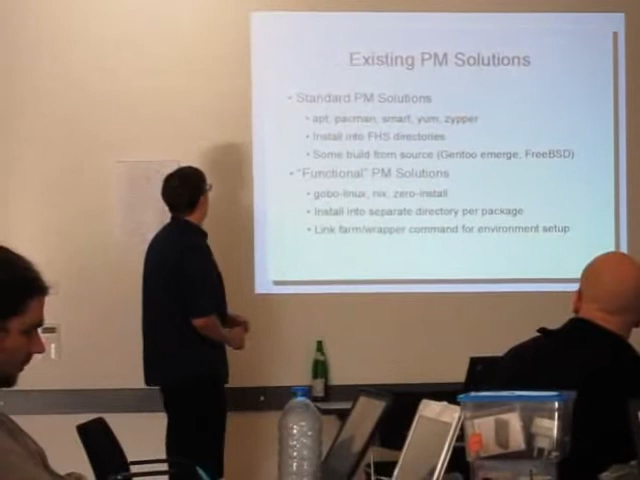 Existing PM Solutions
• Standard PM Solutions
• apt, pacman, smart, yum, zypper
• Install into FHS directories
• Some build from source (Gentoo emerge, FreeBSD)
• "Functional" PM Solutions
• gobo-linux, nix, zero-install
• Install into separate directory per package
• Link farm/wrapper command for environment setup